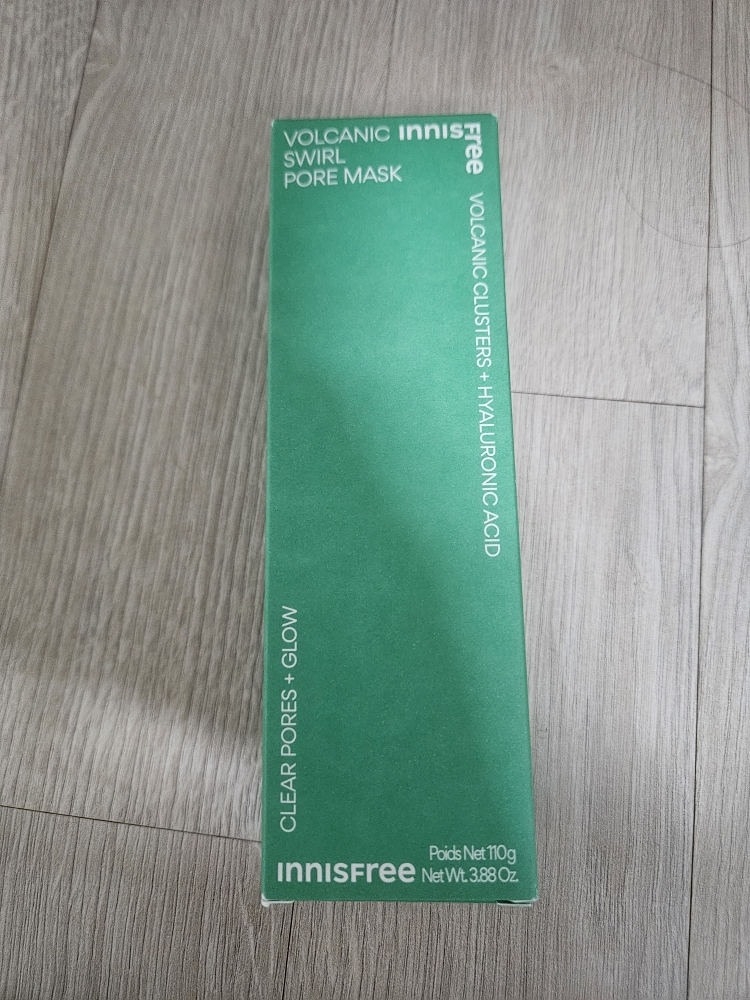 VOLCANIC
SWIRL
PORE MASK
innisFree
VOLCANIC CLUSTERS + HYALURONIC ACID
CLEAR PORES + GLOW
innisFree
Poids Net 110g
Net Wt. 3.88 Oz.